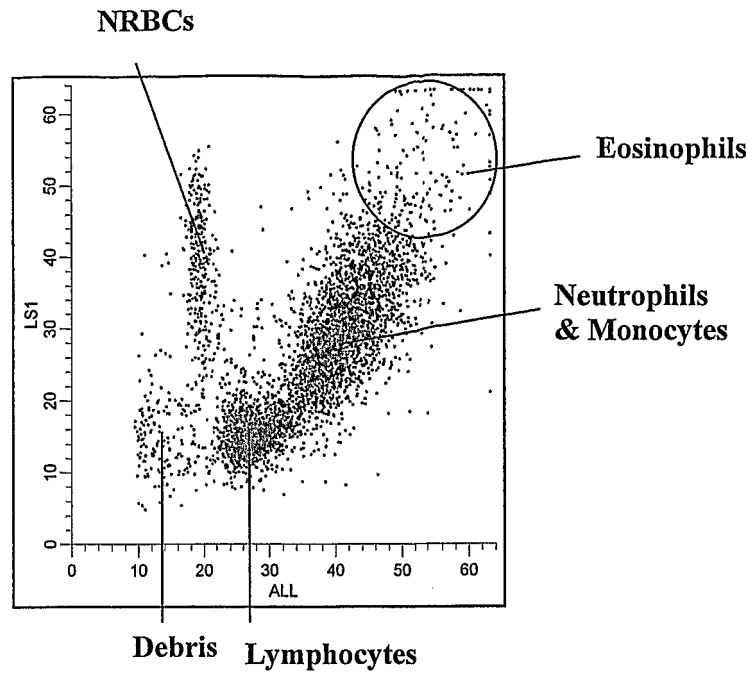 NRBCs
60
50
40
30
20
10
0
LS1
Eosinophils
Neutrophils
& Monocytes
0 10 20 30 40 50 60
ALL
Debris Lymphocytes